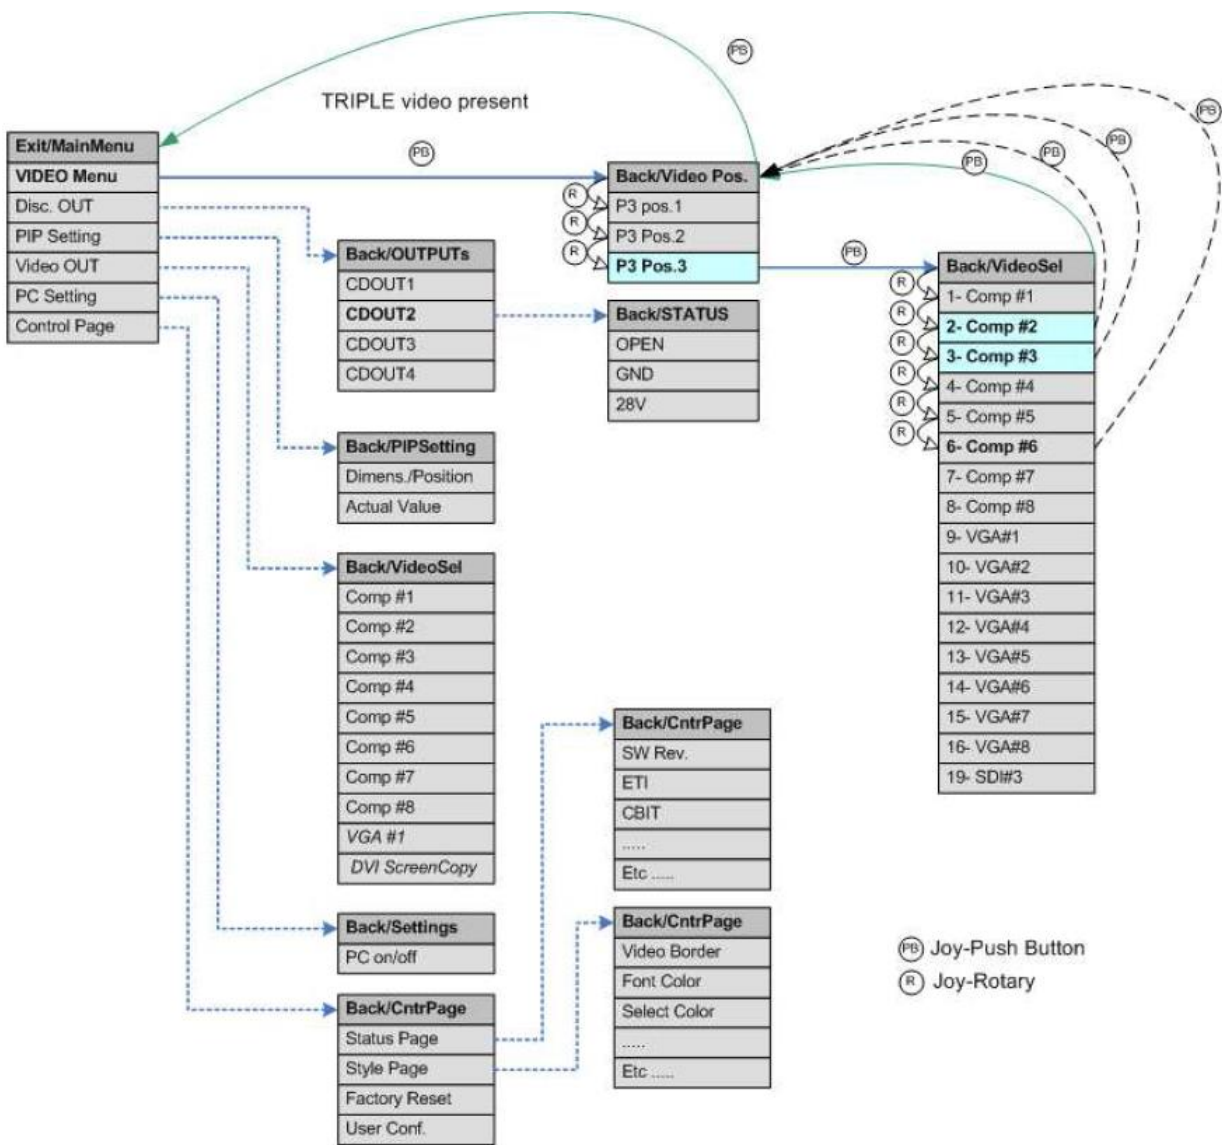 PB
TRIPLE video present
PB
Exit/MainMenu
VIDEO Menu
Disc. OUT
PIP Setting
Video OUT
PC Setting
Control Page
Back/OUTPUTs
CDOUT1
CDOUT2
CDOUT3
CDOUT4
Back/PIPSetting
Dimens./Position
Actual Value
Back/VideoSel
Comp #1
Comp #2
Comp #3
Comp #4
Comp #5
Comp #6
Comp #7
Comp #8
VGA #1
DVI ScreenCopy
Back/Settings
PC on/off
Back/CntrPage
Status Page
Style Page
Factory Reset
User Conf.
Back/Video Pos.
R
P3 pos.1
R
P3 Pos.2
R
P3 Pos.3
Back/STATUS
OPEN
GND
28V
Back/CntrPage
SW Rev.
ETI
CBIT
.....
Etc .....
Back/CntrPage
Video Border
Font Color
Select Color
.....
Etc .....
PB
PB
PB
PB
PB
Back/VideoSel
R
1- Comp #1
R
2- Comp #2
R
3- Comp #3
R
4- Comp #4
R
5- Comp #5
R
6- Comp #6
7- Comp #7
8- Comp #8
9- VGA#1
10- VGA#2
11- VGA#3
12- VGA#4
13- VGA#5
14- VGA#6
15- VGA#7
16- VGA#8
19- SDI#3
PB Joy-Push Button
R Joy-Rotary